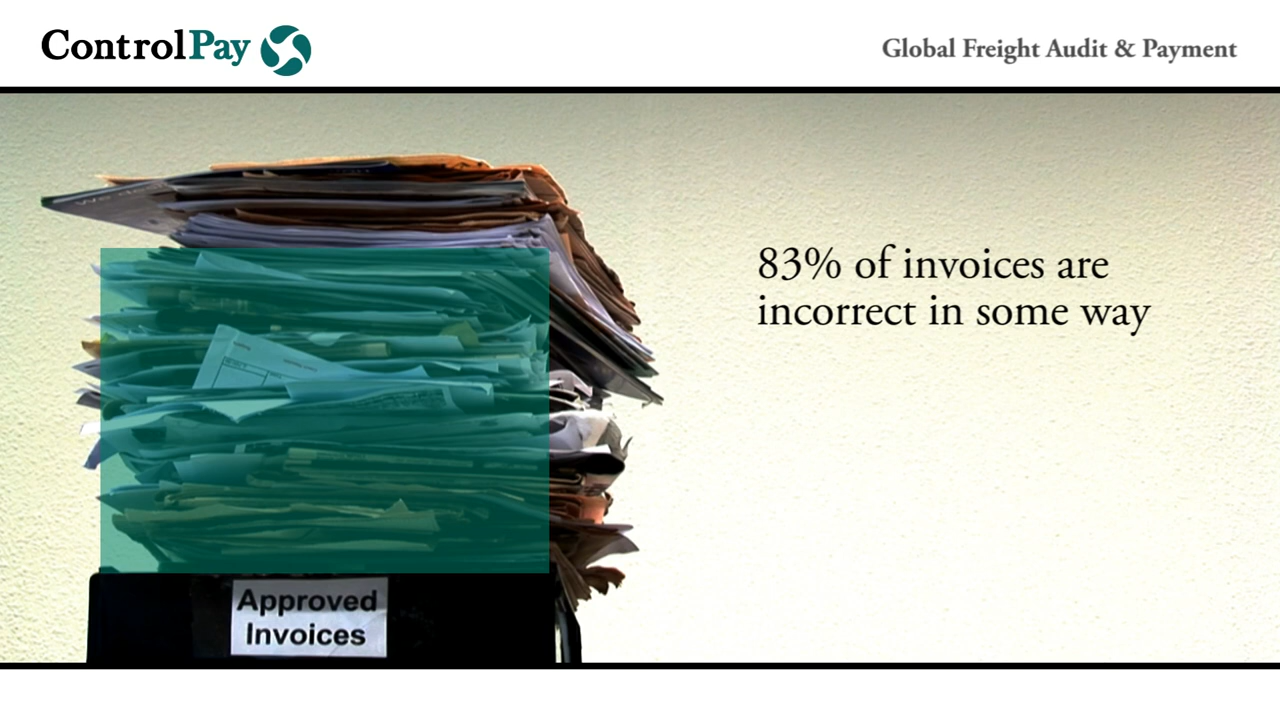 ControlPay
Global Freight Audit & Payment
83% of invoices are
incorrect in some way
Approved
Invoices